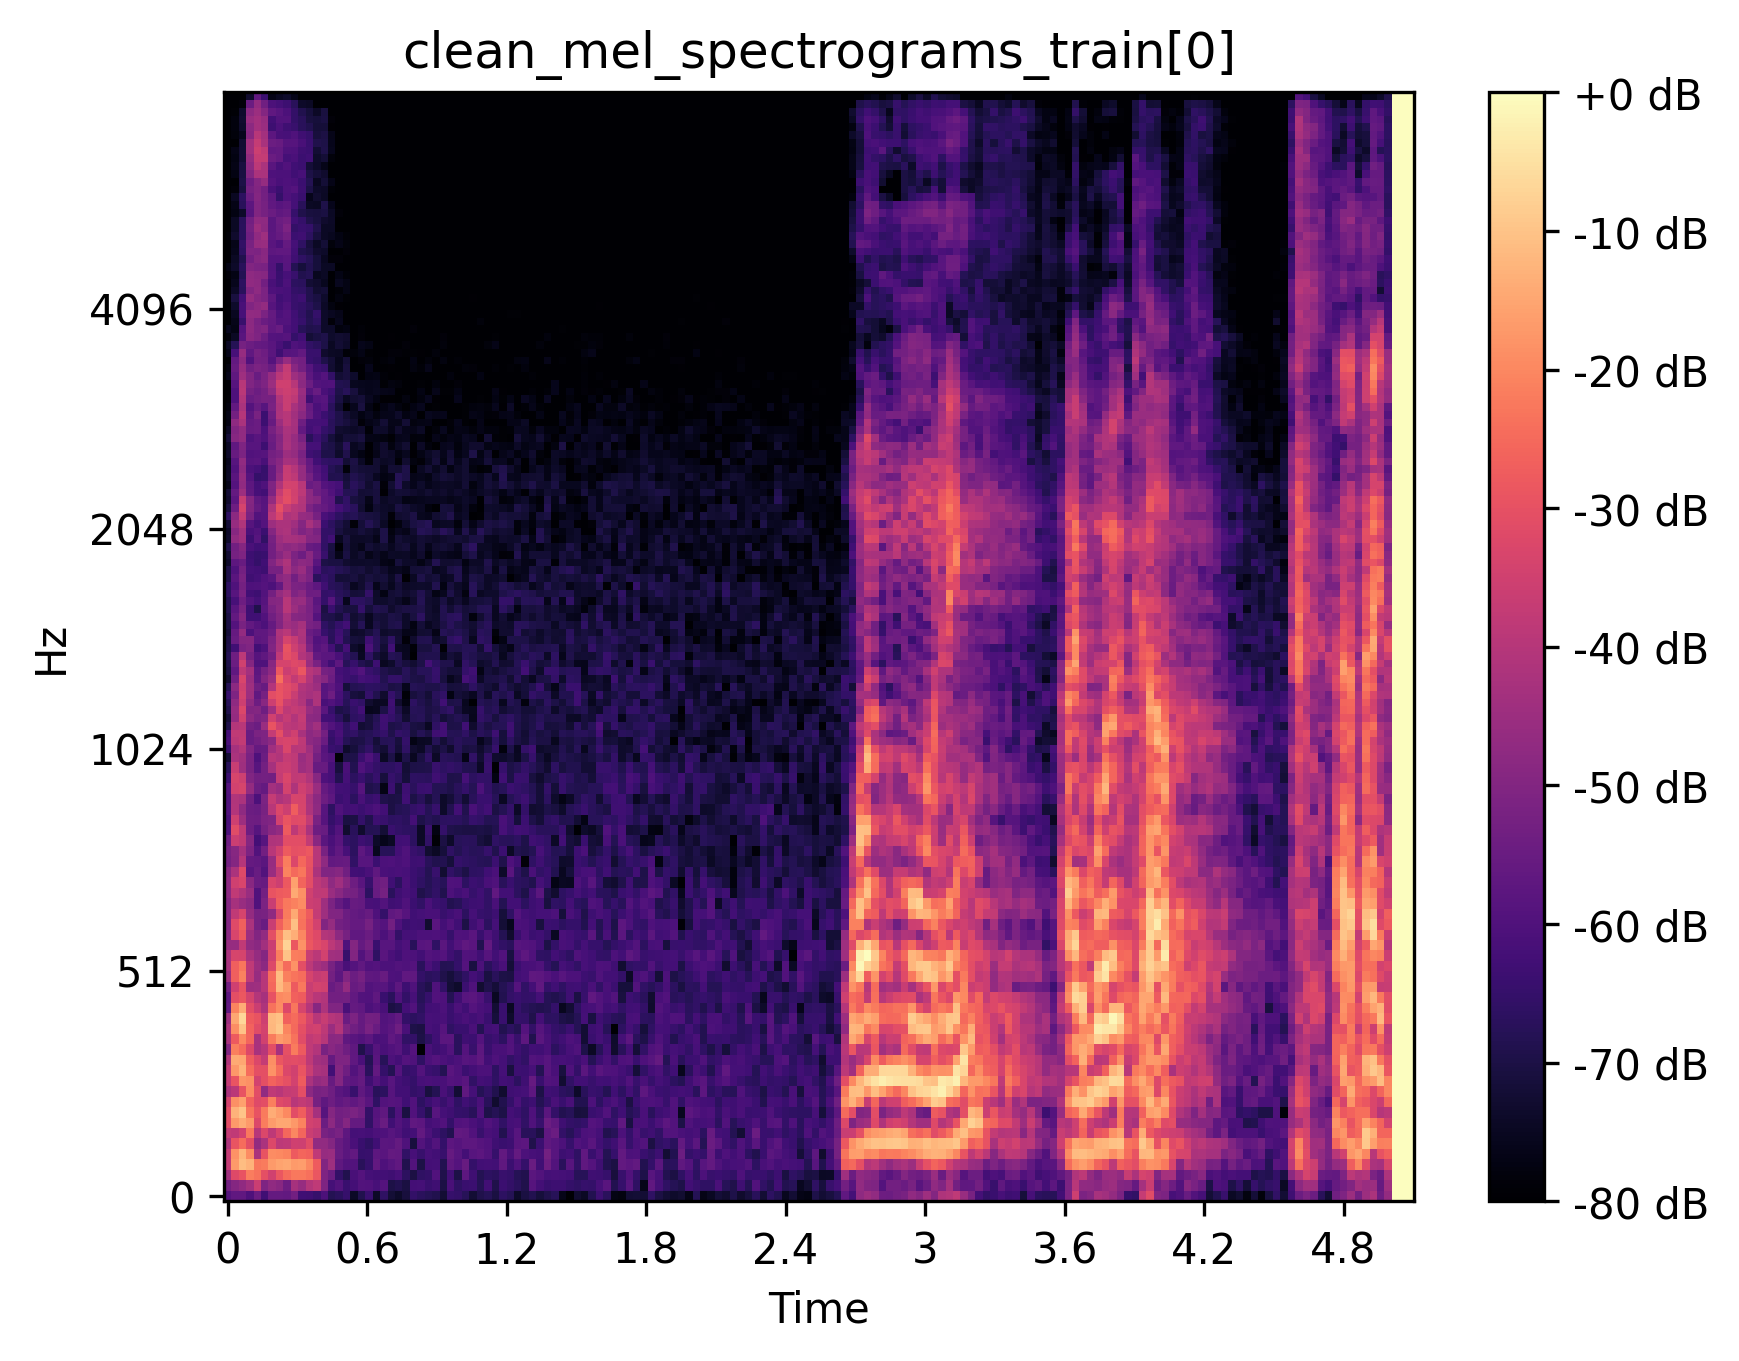 clean_mel_spectrograms_train[0]
+0 dB
-10 dB
-20 dB
-30 dB
-40 dB
-50 dB
-60 dB
-70 dB
-80 dB
4096
2048
1024
512
0
Hz
0 0.6 1.2 1.8 2.4 3 3.6 4.2 4.8
Time